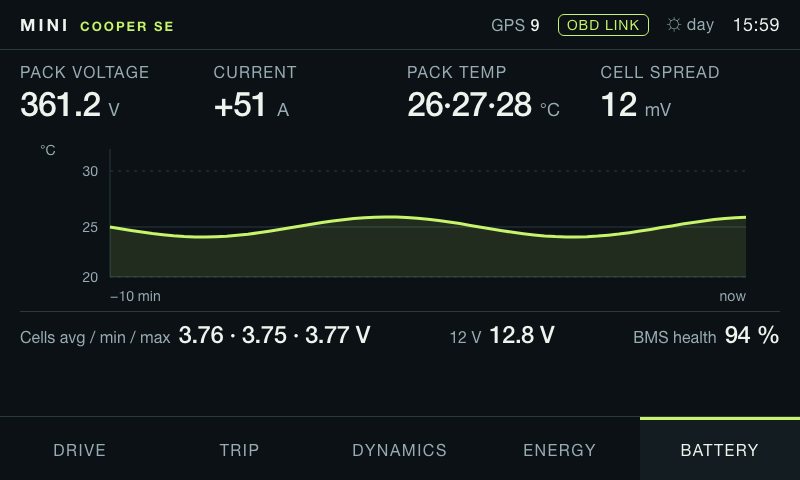 MINI COOPER SE GPS 9 OBD LINK day 15:59
PACK VOLTAGE CURRENT PACK TEMP CELL SPREAD
361.2 V +51 A 26·27·28 °C 12 mV
°C
30
25
20
−10 min now
Cells avg / min / max 3.76 · 3.75 · 3.77 V 12 V 12.8 V BMS health 94 %
DRIVE TRIP DYNAMICS ENERGY BATTERY